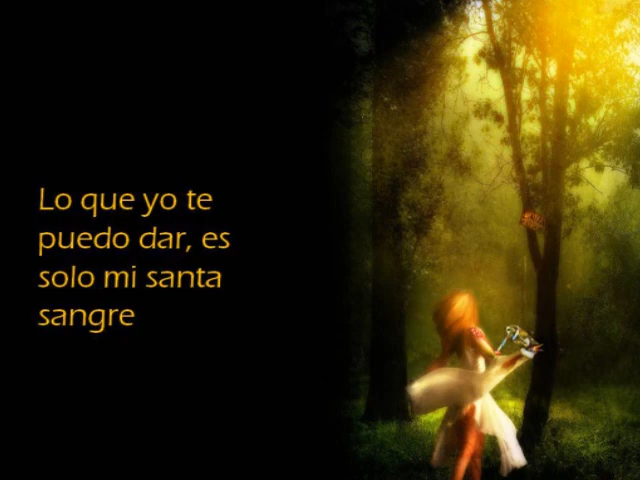 Lo que yo te
puedo dar, es
solo mi santa
sangre